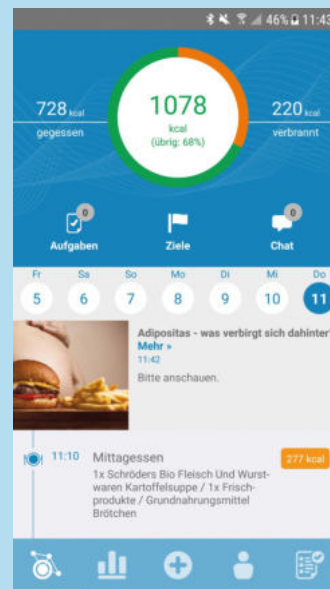 46% 11:43
728 kcal
gegessen
1078
kcal
(übrig: 68%)
220 kcal
verbrannt
0
Aufgaben
Ziele
0
Chat
Fr Sa So Mo Di Mi Do
5 6 7 8 9 10 11
Adipositas - was verbirgt sich dahinter?
Mehr »
11:42
Bitte anschauen.
11:10 Mittagessen
277 kcal
1x Schröders Bio Fleisch Und Wurst-
waren Kartoffelsuppe / 1x Frisch-
produkte / Grundnahrungsmittel
Brötchen